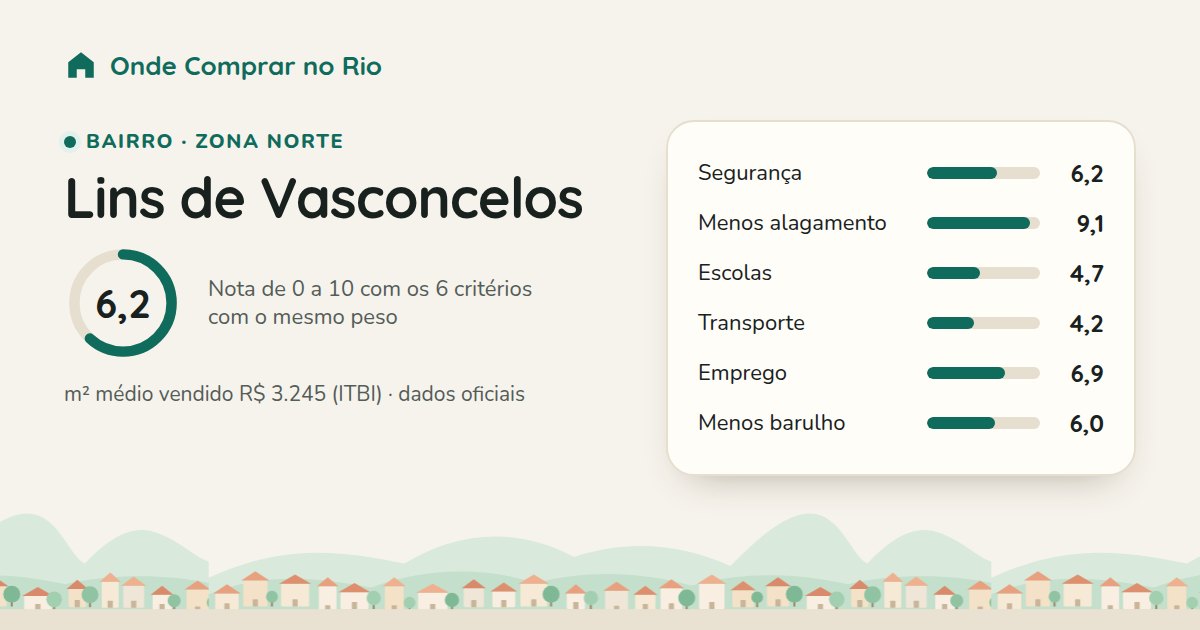 Onde Comprar no Rio
BAIRRO · ZONA NORTE
Lins de Vasconcelos
6,2
Nota de 0 a 10 com os 6 critérios
com o mesmo peso
m² médio vendido R$ 3.245 (ITBI) · dados oficiais
Segurança 6,2
Menos alagamento 9,1
Escolas 4,7
Transporte 4,2
Emprego 6,9
Menos barulho 6,0